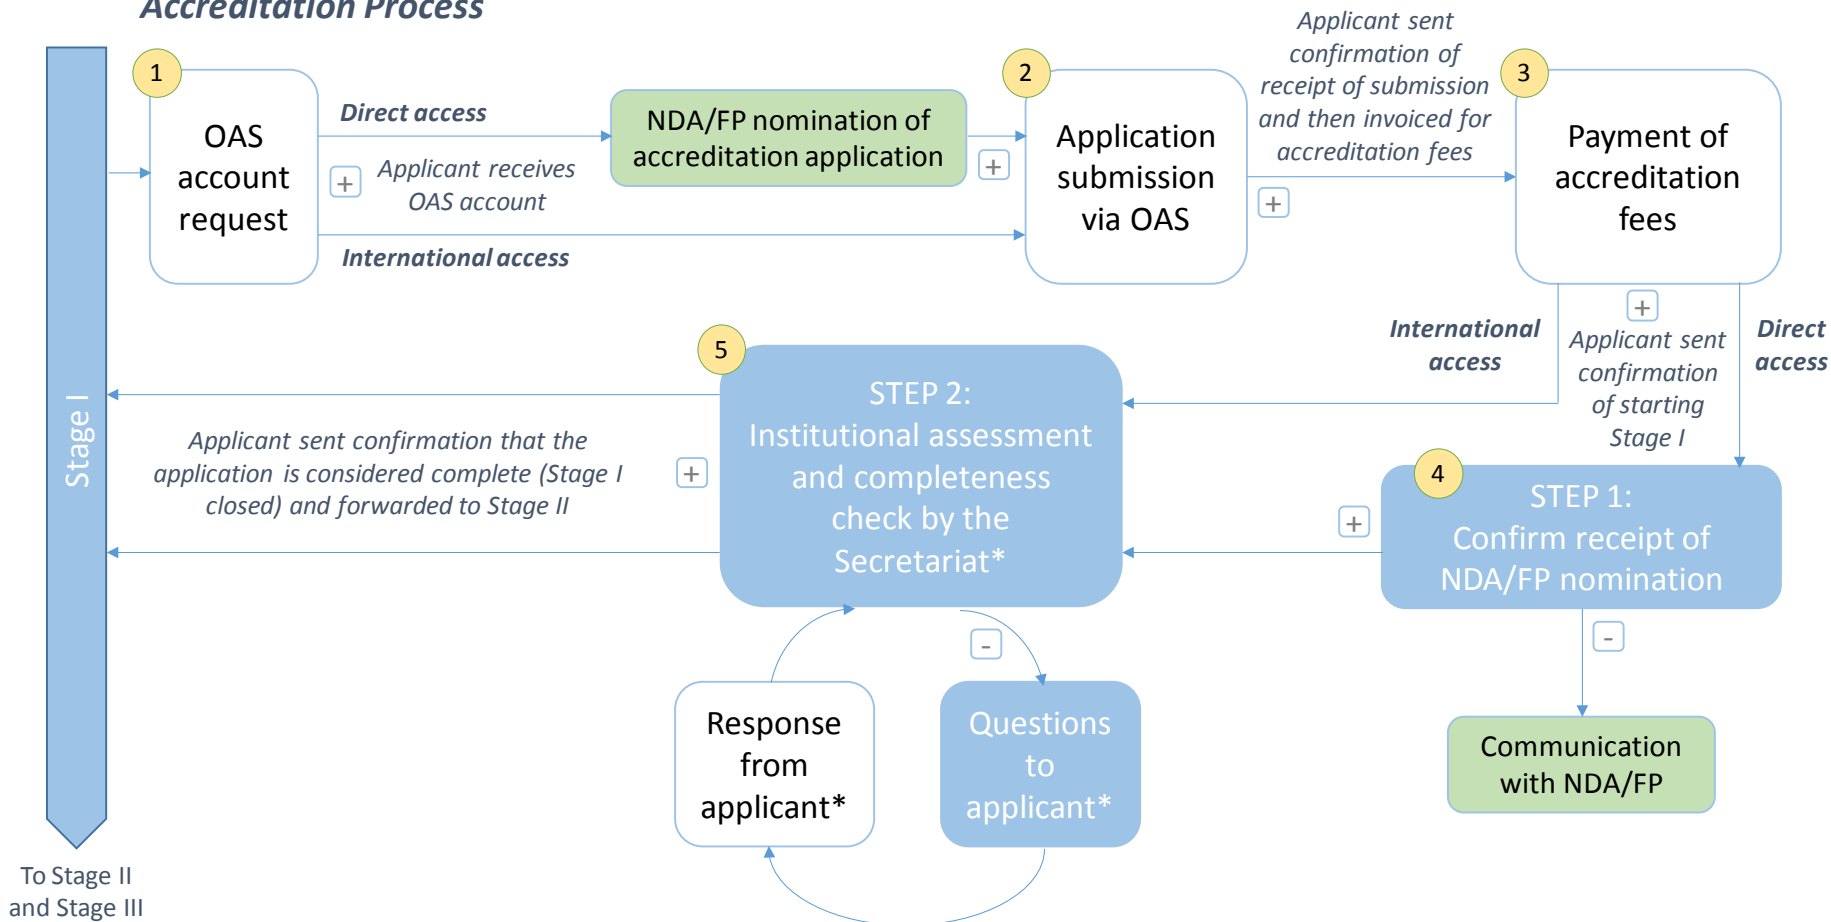 Accreditation Process
1
OAS
account
request
Direct access
+
Applicant receives
OAS account
International access
NDA/FP nomination of
accreditation application
+
2
Application
submission
via OAS
Applicant sent
confirmation of
receipt of submission
and then invoiced for
accreditation fees
+
3
Payment of
accreditation
fees
International
access
+
Applicant sent
confirmation
of starting
Stage I
Direct
access
4
STEP 1:
Confirm receipt of
NDA/FP nomination
+
-
Communication
with NDA/FP
5
STEP 2:
Institutional assessment
and completeness
check by the
Secretariat*
-
Questions
to
applicant*
Response
from
applicant*
+
Applicant sent confirmation that the
application is considered complete (Stage I
closed) and forwarded to Stage II
Stage I
To Stage II
and Stage III